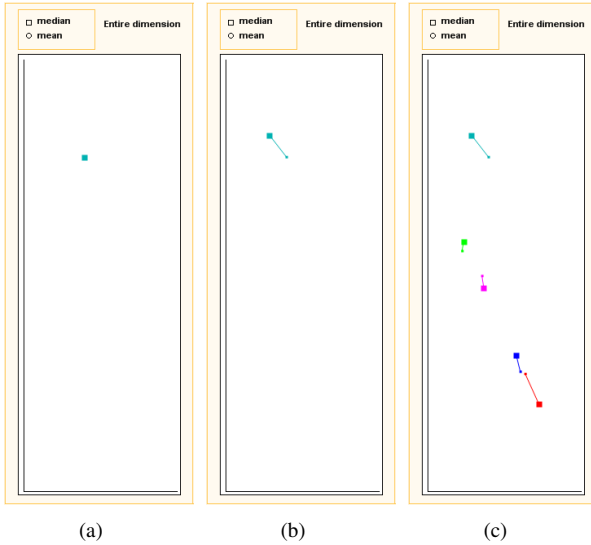 median
mean
Entire dimension
median
mean
Entire dimension
median
mean
Entire dimension
(a)
(b)
(c)